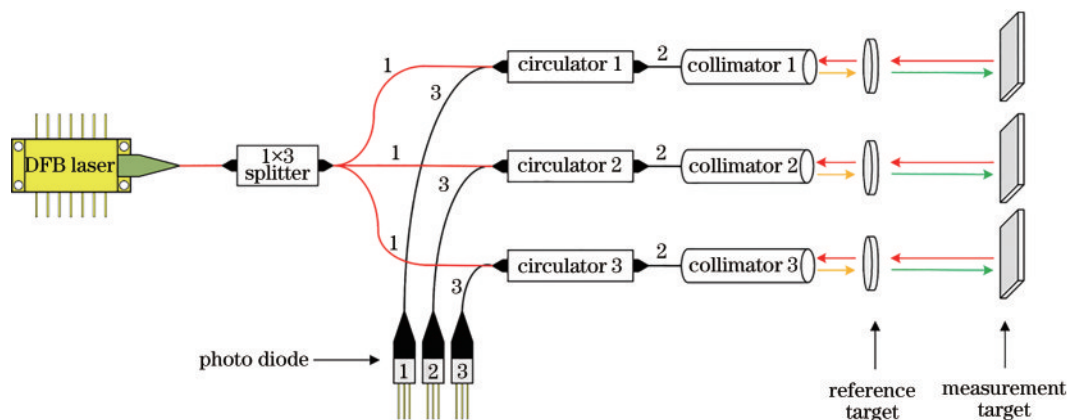 DFB laser
1×3
splitter
1
1
1
3
3
3
circulator 1
2
collimator 1
circulator 2
2
collimator 2
circulator 3
2
collimator 3
photo diode
1
2
3
reference
target
measurement
target